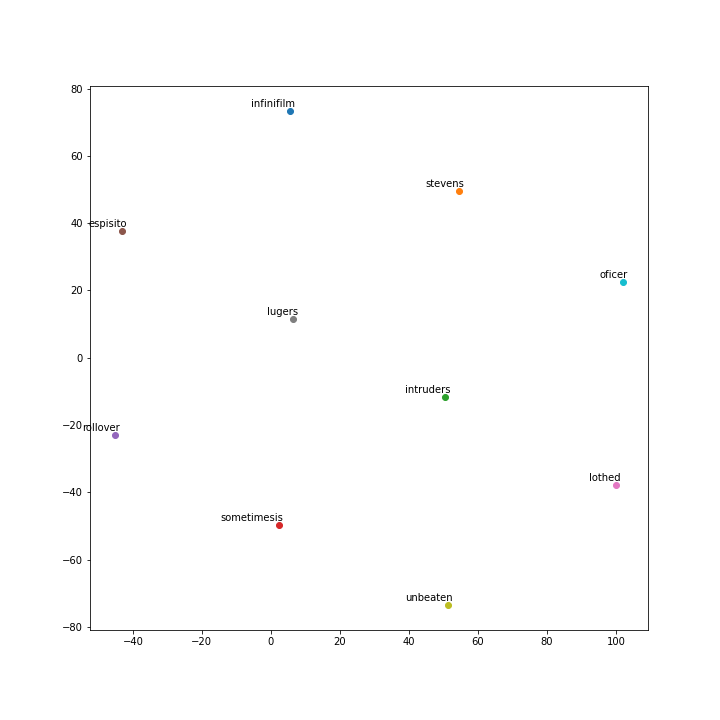 80
infinifilm
60
stevens
40
espisito
oficer
20
lugers
0
intruders
−20
rollover
lothed
−40
sometimesis
−60
unbeaten
−80
−40 −20 0 20 40 60 80 100